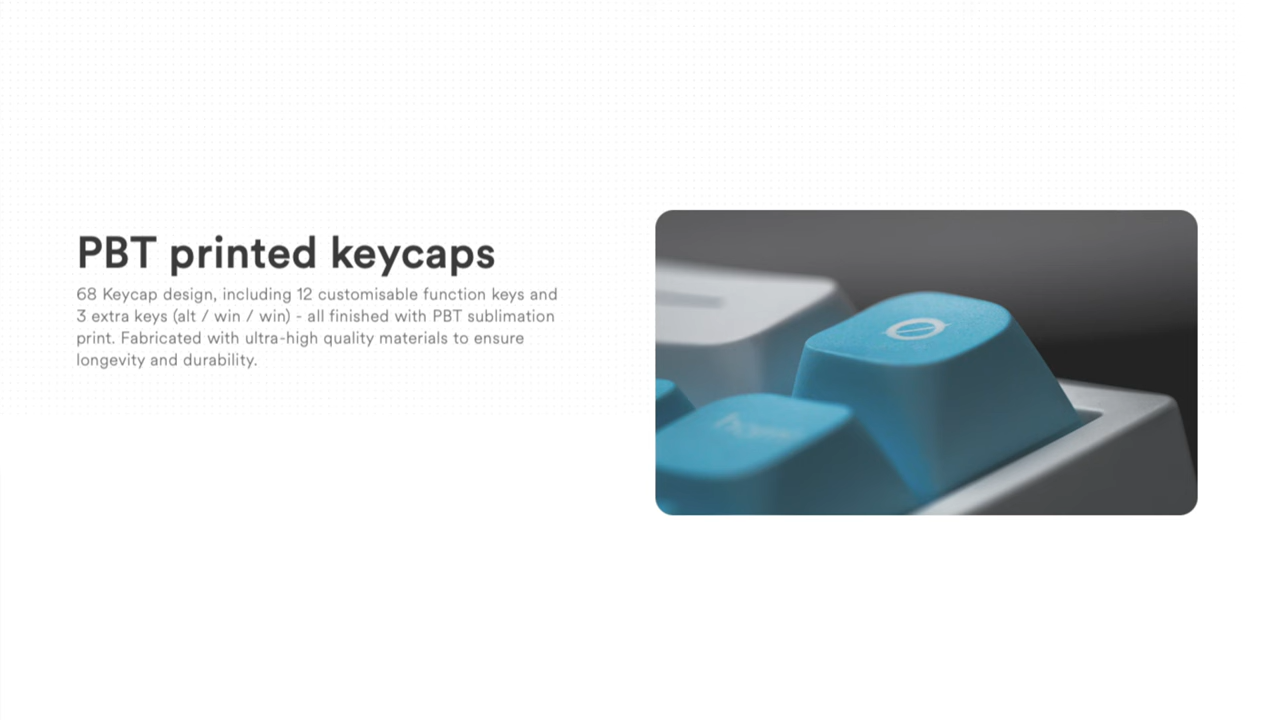 PBT printed keycaps
68 Keycap design, including 12 customisable function keys and
3 extra keys (alt / win / win) - all finished with PBT sublimation
print. Fabricated with ultra-high quality materials to ensure
longevity and durability.